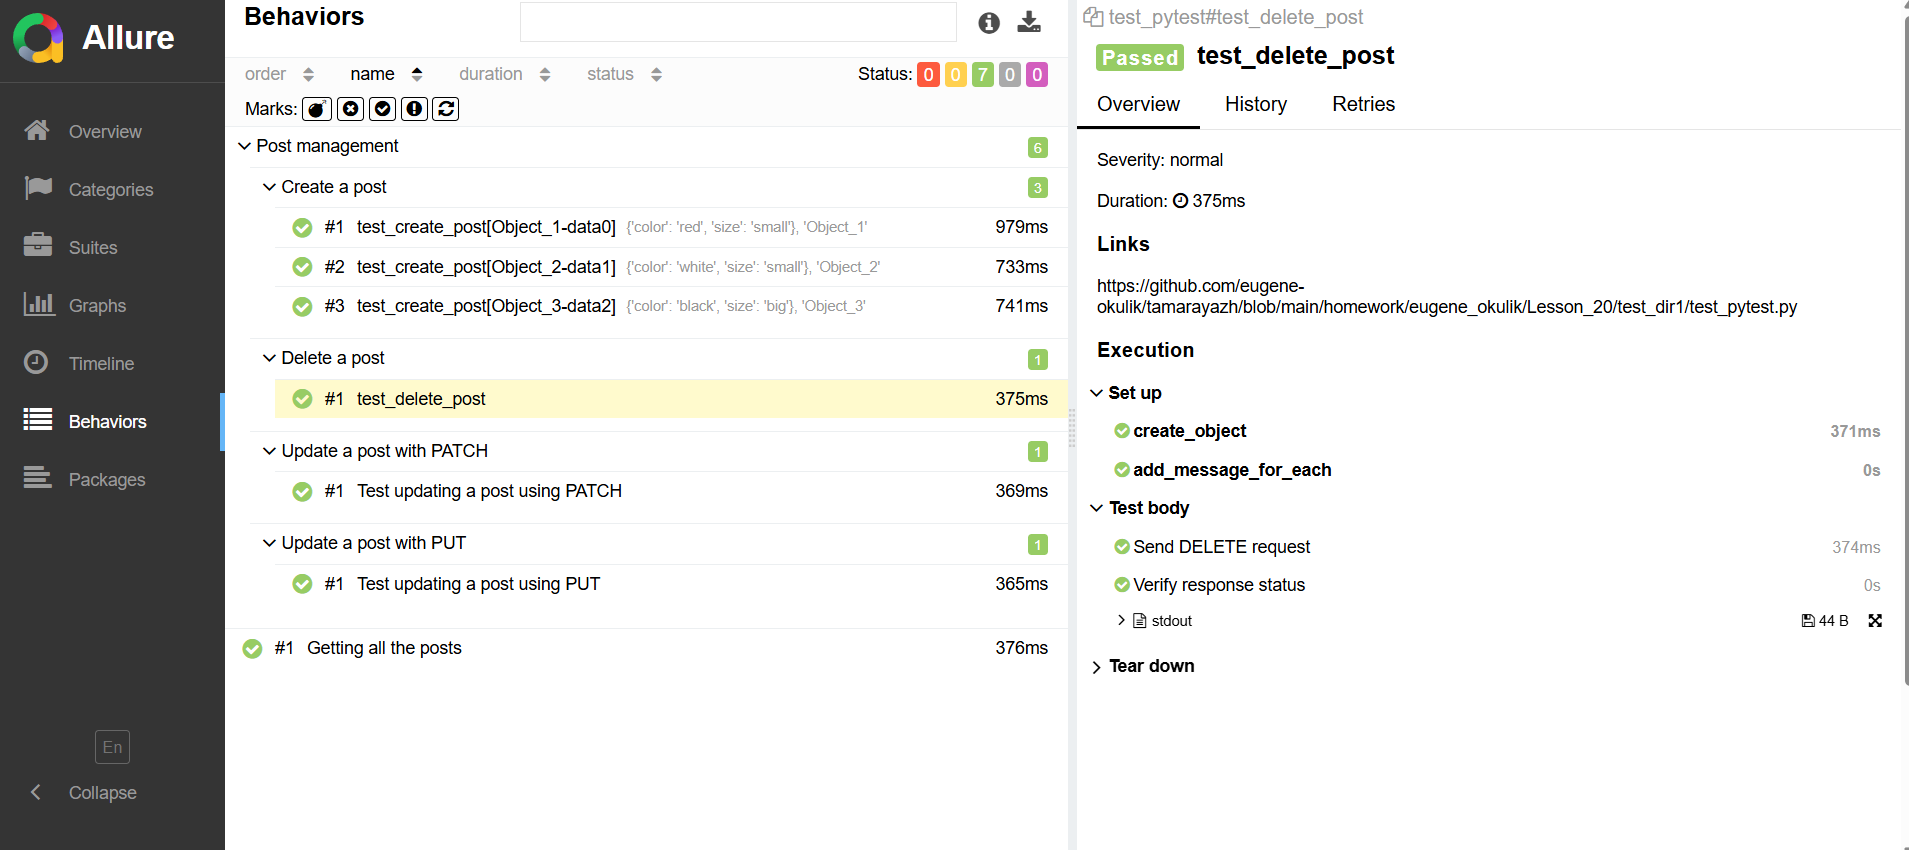 Allure
Overview
Categories
Suites
Graphs
Timeline
Behaviors
Packages
En
Collapse
Behaviors
order name duration status Status: 0 0 7 0 0
Marks:
Post management 6
Create a post 3
#1 test_create_post[Object_1-data0] {'color': 'red', 'size': 'small'}, 'Object_1' 979ms
#2 test_create_post[Object_2-data1] {'color': 'white', 'size': 'small'}, 'Object_2' 733ms
#3 test_create_post[Object_3-data2] {'color': 'black', 'size': 'big'}, 'Object_3' 741ms
Delete a post 1
#1 test_delete_post 375ms
Update a post with PATCH 1
#1 Test updating a post using PATCH 369ms
Update a post with PUT 1
#1 Test updating a post using PUT 365ms
#1 Getting all the posts 376ms
test_pytest#test_delete_post
Passed test_delete_post
Overview History Retries
Severity: normal
Duration: 375ms
Links
https://github.com/eugene-
okulik/tamarayazh/blob/main/homework/eugene_okulik/Lesson_20/test_dir1/test_pytest.py
Execution
Set up
create_object 371ms
add_message_for_each 0s
Test body
Send DELETE request 374ms
Verify response status 0s
stdout 44 B
Tear down